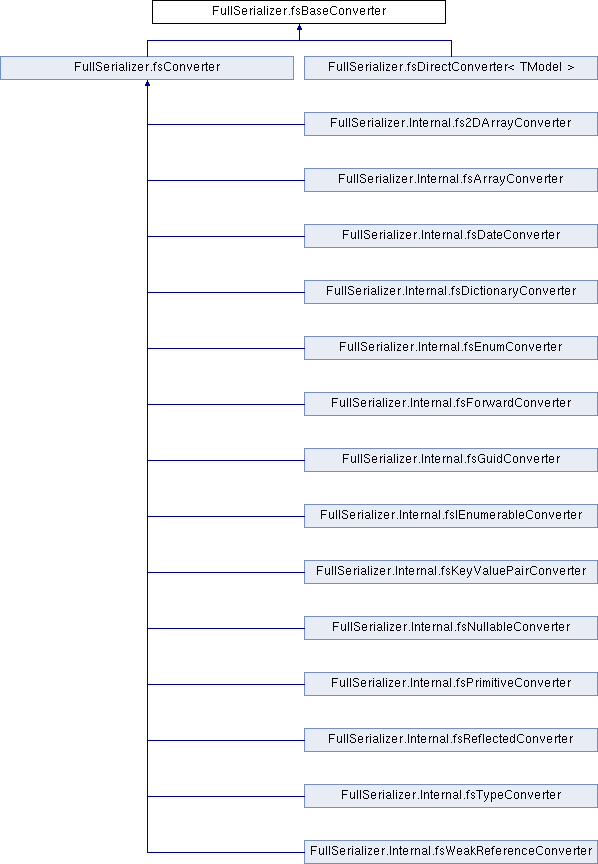 FullSerializer.fsBaseConverter
FullSerializer.fsConverter
FullSerializer.fsDirectConverter< TModel >
FullSerializer.Internal.fs2DArrayConverter
FullSerializer.Internal.fsArrayConverter
FullSerializer.Internal.fsDateConverter
FullSerializer.Internal.fsDictionaryConverter
FullSerializer.Internal.fsEnumConverter
FullSerializer.Internal.fsForwardConverter
FullSerializer.Internal.fsGuidConverter
FullSerializer.Internal.fsIEnumerableConverter
FullSerializer.Internal.fsKeyValuePairConverter
FullSerializer.Internal.fsNullableConverter
FullSerializer.Internal.fsPrimitiveConverter
FullSerializer.Internal.fsReflectedConverter
FullSerializer.Internal.fsTypeConverter
FullSerializer.Internal.fsWeakReferenceConverter